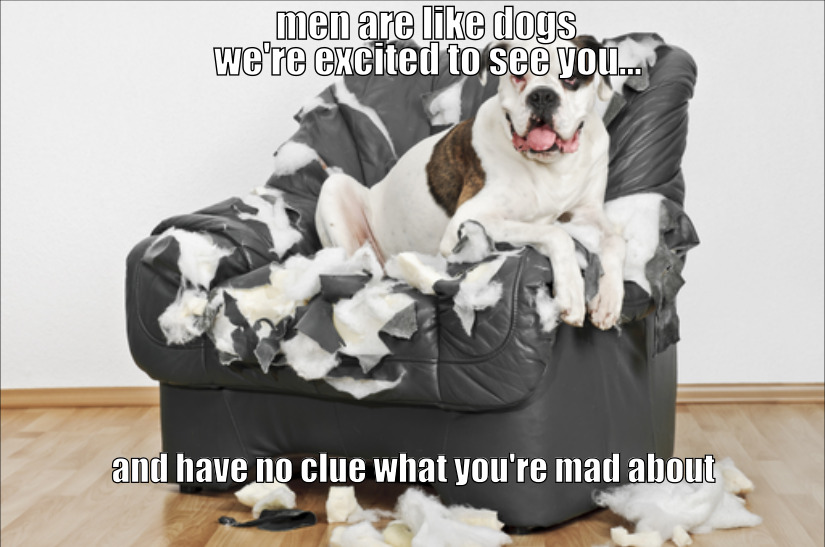 men are like dogs
we're excited to see you...
and have no clue what you're mad about